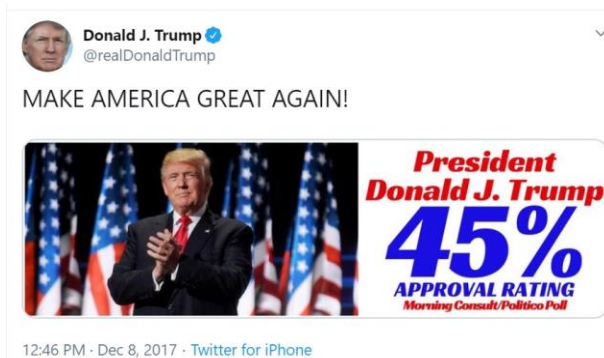 Donald J. Trump
@realDonaldTrump
MAKE AMERICA GREAT AGAIN!
President
Donald J. Trump
45%
APPROVAL RATING
Morning Consult/Politico Poll
12:46 PM · Dec 8, 2017 · Twitter for iPhone